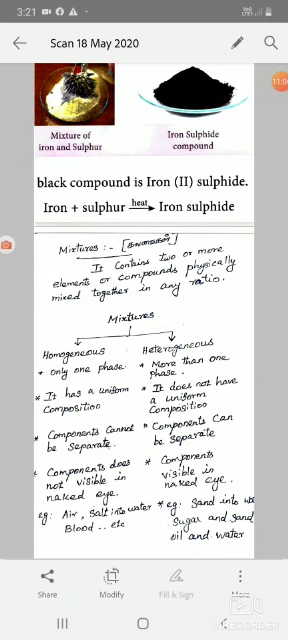 3:21
Scan 18 May 2020
11:06
Mixture of
iron and Sulphur
Iron Sulphide
compound
black compound is Iron (II) sulphide.
Iron + sulphur heat → Iron sulphide
Mixtures :-
It Contains two or more
elements or compounds physically
mixed together in any ratio.
Mixtures
Homogeneous
* only one phase.
* It has a uniform
Composition
* Components Cannot
be Separate.
* Components does
not visible in
naked eye.
eg: Air, Salt into water
Blood .. etc
Heterogeneous
* More than one
phase.
* It does not have
a uniform
Composition
* Components Can
be Separate
* Components
visible in
naked eye.
* eg: Sand into
Sugar and Sand
oil and water
Share
Modify
Fill & Sign
More
VRECORDER